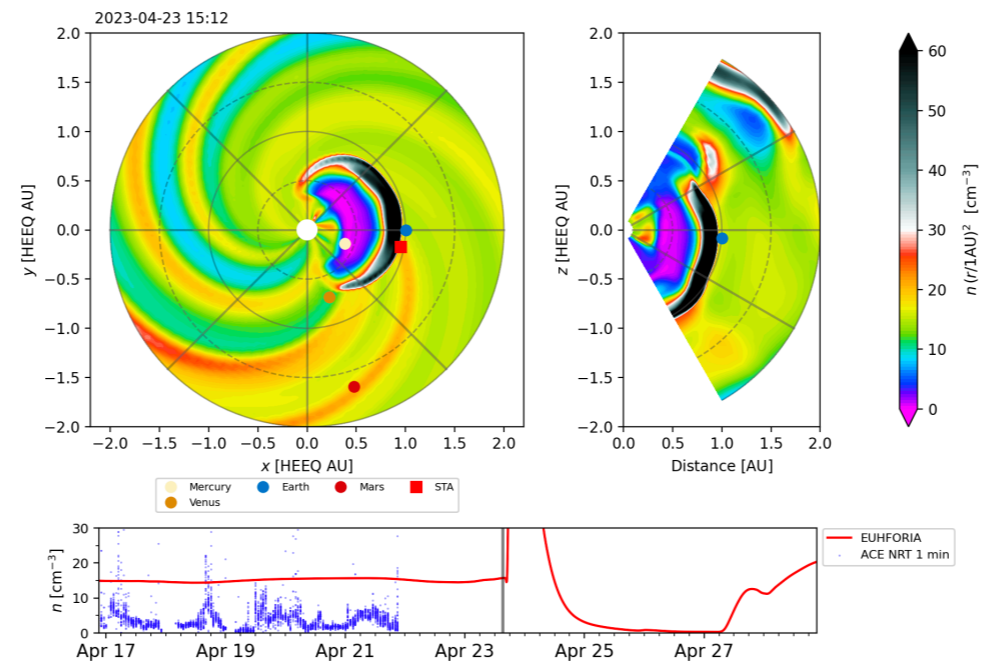 2023-04-23 15:12
2.0
1.5
1.0
0.5
0.0
−0.5
−1.0
−1.5
−2.0
y [HEEQ AU]
−2.0 −1.5 −1.0 −0.5 0.0 0.5 1.0 1.5 2.0
x [HEEQ AU]
2.0
1.5
1.0
0.5
0.0
−0.5
−1.0
−1.5
−2.0
z [HEEQ AU]
0.0 0.5 1.0 1.5 2.0
Distance [AU]
60
50
40
30
20
10
0
n (r/1AU)² [cm⁻³]
Mercury Earth Mars STA
Venus
30
20
10
0
n [cm⁻³]
Apr 17 Apr 19 Apr 21 Apr 23 Apr 25 Apr 27
EUHFORIA
ACE NRT 1 min